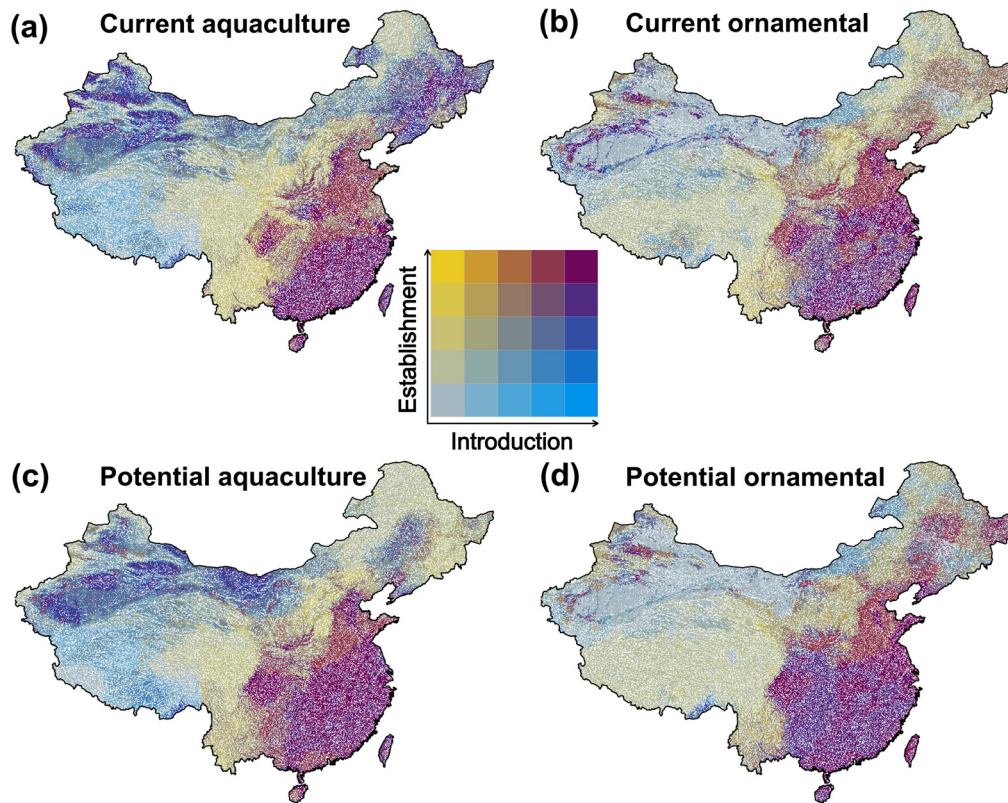 (a) Current aquaculture
(b) Current ornamental
Establishment
Introduction
(c) Potential aquaculture
(d) Potential ornamental